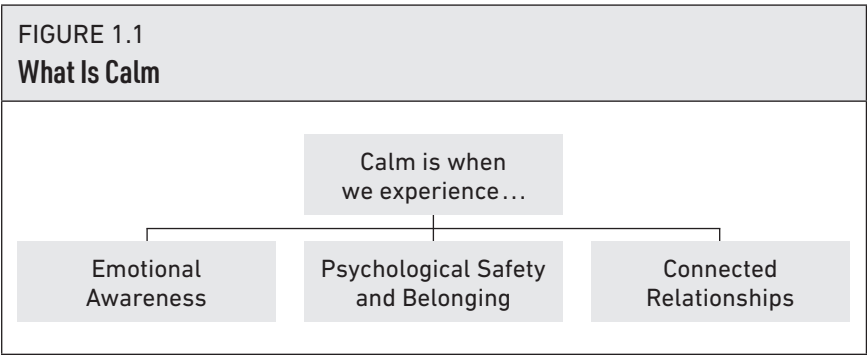 FIGURE 1.1
What Is Calm
Calm is when
we experience…
Emotional
Awareness
Psychological Safety
and Belonging
Connected
Relationships